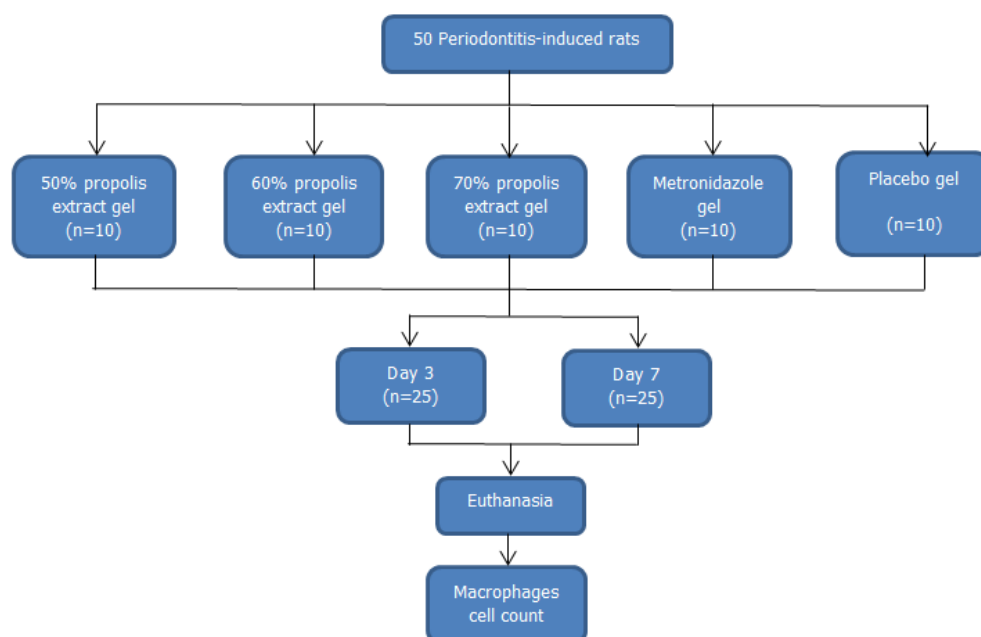 50 Periodontitis-induced rats
50% propolis
extract gel
(n=10)
60% propolis
extract gel
(n=10)
70% propolis
extract gel
(n=10)
Metronidazole
gel
(n=10)
Placebo gel
(n=10)
Day 3
(n=25)
Day 7
(n=25)
Euthanasia
Macrophages
cell count